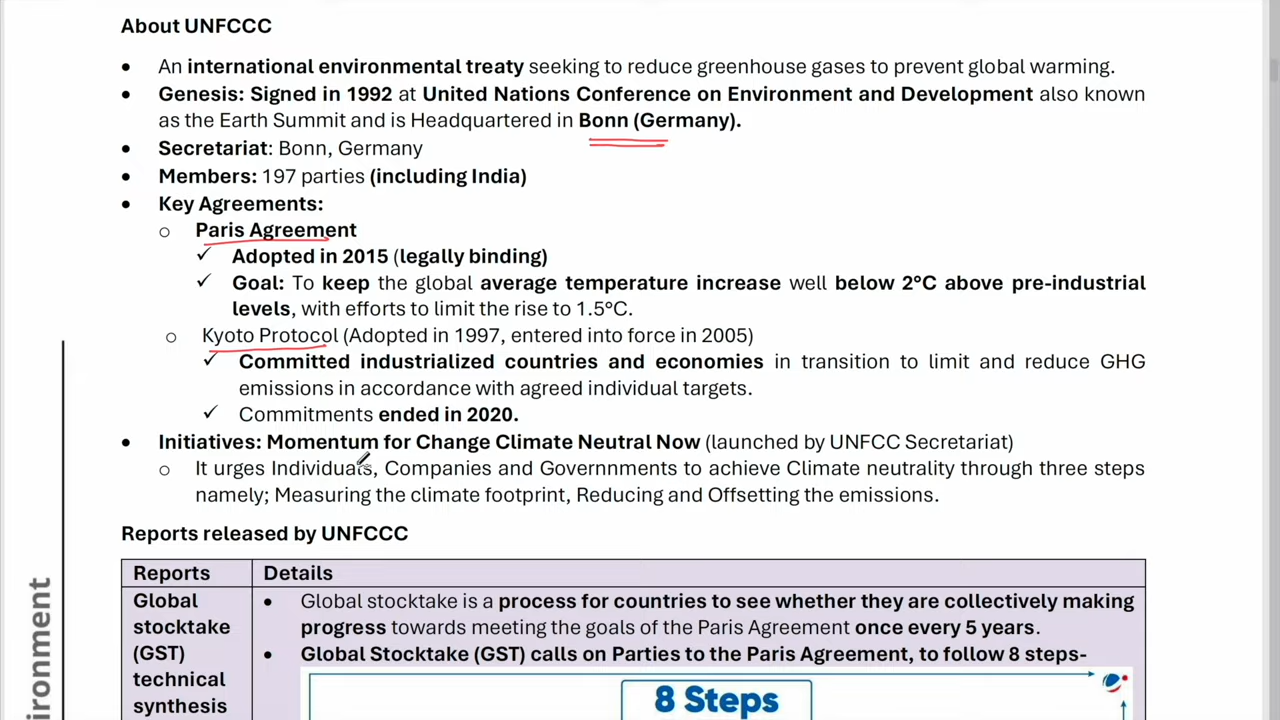 About UNFCCC
• An international environmental treaty seeking to reduce greenhouse gases to prevent global warming.
• Genesis: Signed in 1992 at United Nations Conference on Environment and Development also known
as the Earth Summit and is Headquartered in Bonn (Germany).
• Secretariat: Bonn, Germany
• Members: 197 parties (including India)
• Key Agreements:
o Paris Agreement
✓ Adopted in 2015 (legally binding)
✓ Goal: To keep the global average temperature increase well below 2°C above pre-industrial
levels, with efforts to limit the rise to 1.5°C.
o Kyoto Protocol (Adopted in 1997, entered into force in 2005)
✓ Committed industrialized countries and economies in transition to limit and reduce GHG
emissions in accordance with agreed individual targets.
✓ Commitments ended in 2020.
• Initiatives: Momentum for Change Climate Neutral Now (launched by UNFCC Secretariat)
o It urges Individuals, Companies and Governnments to achieve Climate neutrality through three steps
namely; Measuring the climate footprint, Reducing and Offsetting the emissions.
Reports released by UNFCCC
Reports Details
Global
stocktake
(GST)
technical
synthesis
• Global stocktake is a process for countries to see whether they are collectively making
progress towards meeting the goals of the Paris Agreement once every 5 years.
• Global Stocktake (GST) calls on Parties to the Paris Agreement, to follow 8 steps-
8 Steps
ironment